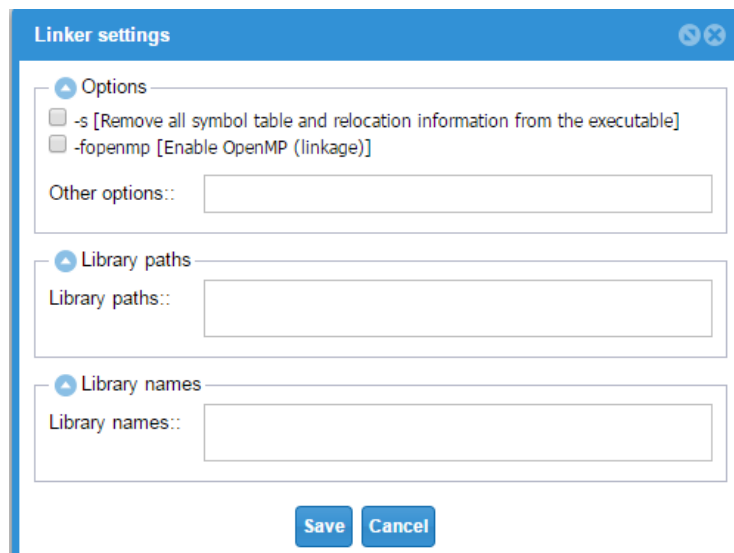 Linker settings
Options
-s [Remove all symbol table and relocation information from the executable]
-fopenmp [Enable OpenMP (linkage)]
Other options::
Library paths
Library paths::
Library names
Library names::
Save Cancel